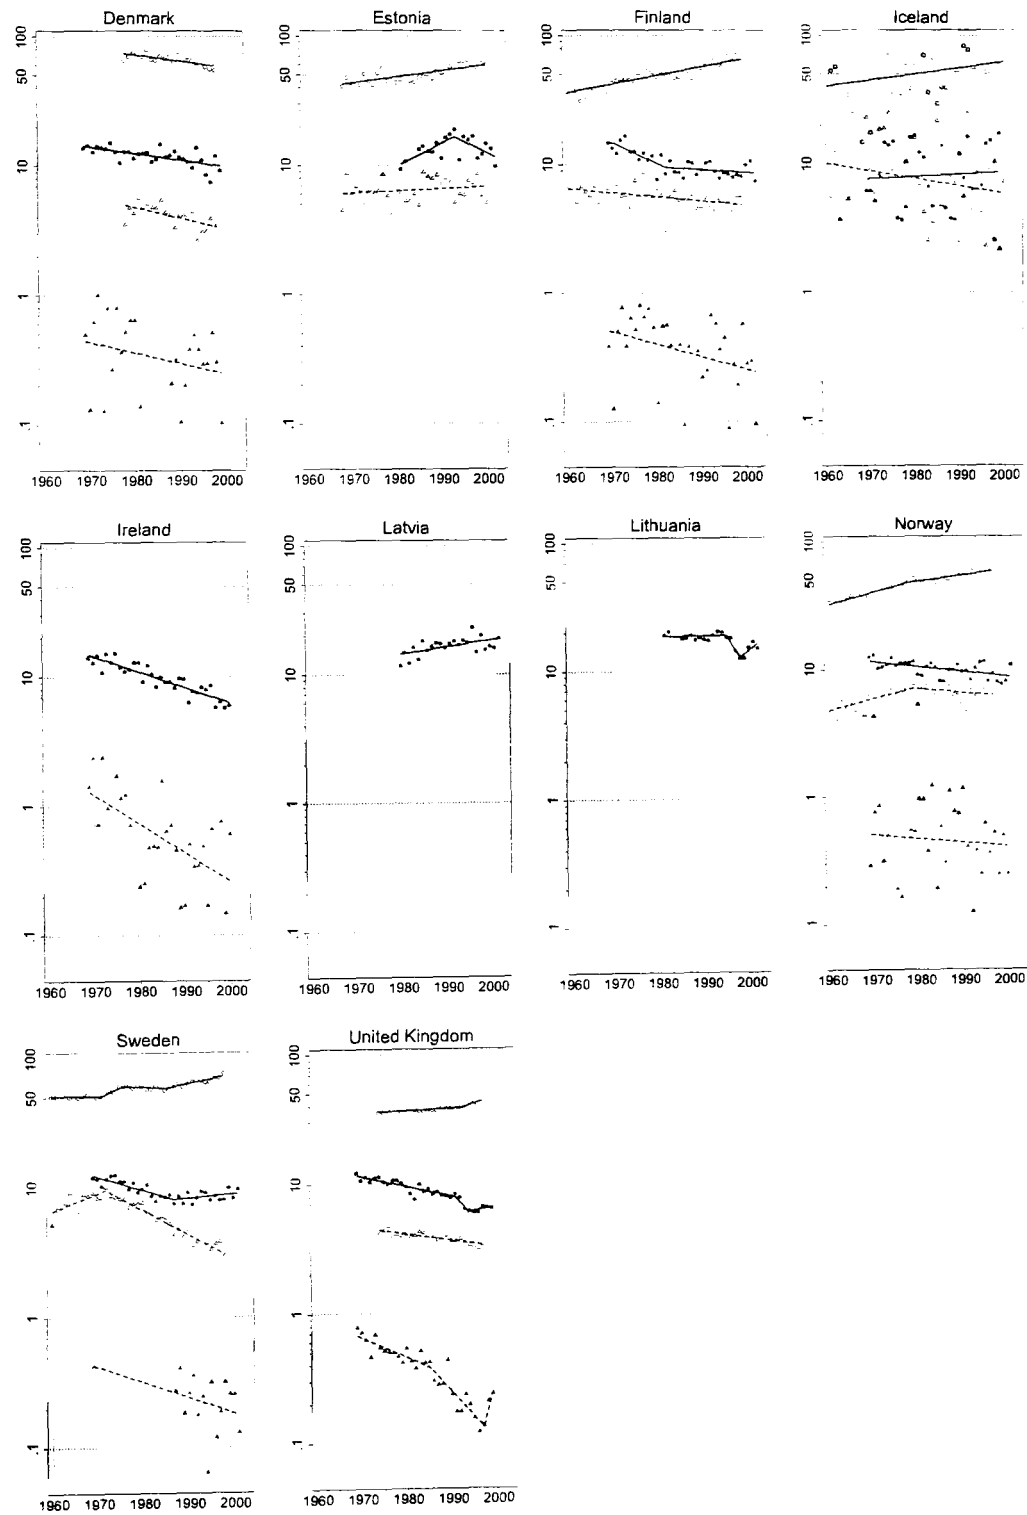 Denmark Estonia Finland Iceland
100 100 100 100
50 50 50 50
10 10 10 10
1 1 1 1
.1 .1 .1 .1
1960 1970 1980 1990 2000 1960 1970 1980 1990 2000 1960 1970 1980 1990 2000 1960 1970 1980 1990 2000
Ireland Latvia Lithuania Norway
100 100 100 100
50 50 50 50
10 10 10 10
1 1 1 1
.1 .1 .1 .1
1960 1970 1980 1990 2000 1960 1970 1980 1990 2000 1960 1970 1980 1990 2000 1960 1970 1980 1990 2000
Sweden United Kingdom
100 100
50 50
10 10
1 1
.1 .1
1960 1970 1980 1990 2000 1960 1970 1980 1990 2000